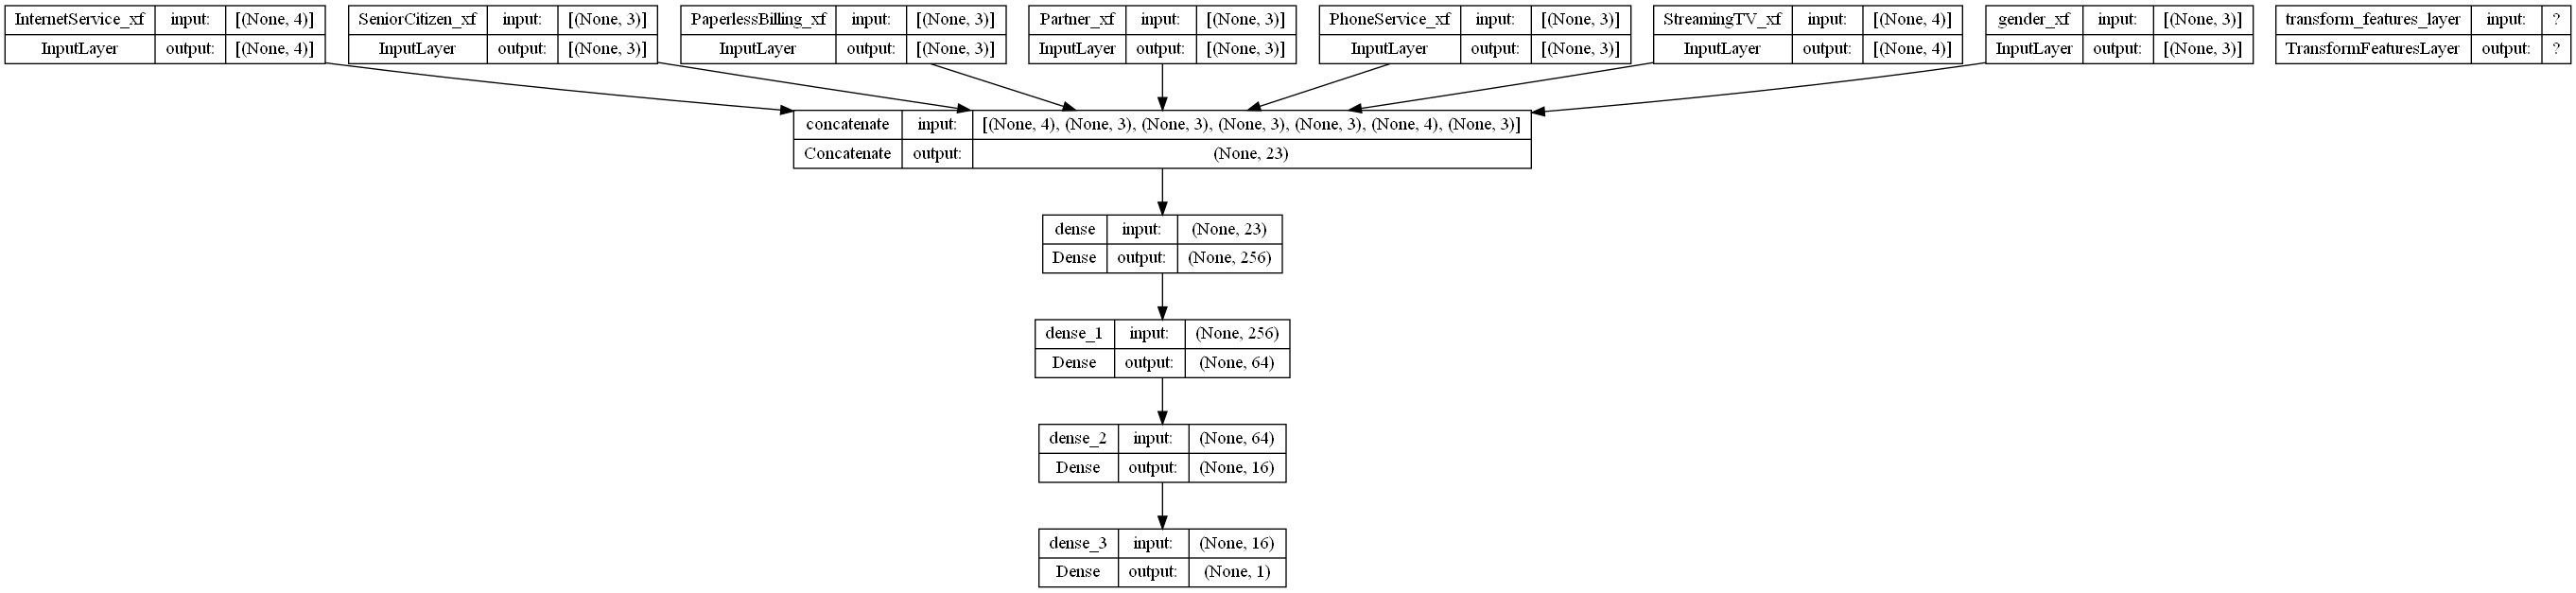 InternetService_xf input: [(None, 4)]
InputLayer output: [(None, 4)]
SeniorCitizen_xf input: [(None, 3)]
InputLayer output: [(None, 3)]
PaperlessBilling_xf input: [(None, 3)]
InputLayer output: [(None, 3)]
Partner_xf input: [(None, 3)]
InputLayer output: [(None, 3)]
PhoneService_xf input: [(None, 3)]
InputLayer output: [(None, 3)]
StreamingTV_xf input: [(None, 4)]
InputLayer output: [(None, 4)]
gender_xf input: [(None, 3)]
InputLayer output: [(None, 3)]
transform_features_layer input: ?
TransformFeaturesLayer output: ?
concatenate input: [(None, 4), (None, 3), (None, 3), (None, 3), (None, 3), (None, 4), (None, 3)]
Concatenate output: (None, 23)
dense input: (None, 23)
Dense output: (None, 256)
dense_1 input: (None, 256)
Dense output: (None, 64)
dense_2 input: (None, 64)
Dense output: (None, 16)
dense_3 input: (None, 16)
Dense output: (None, 1)